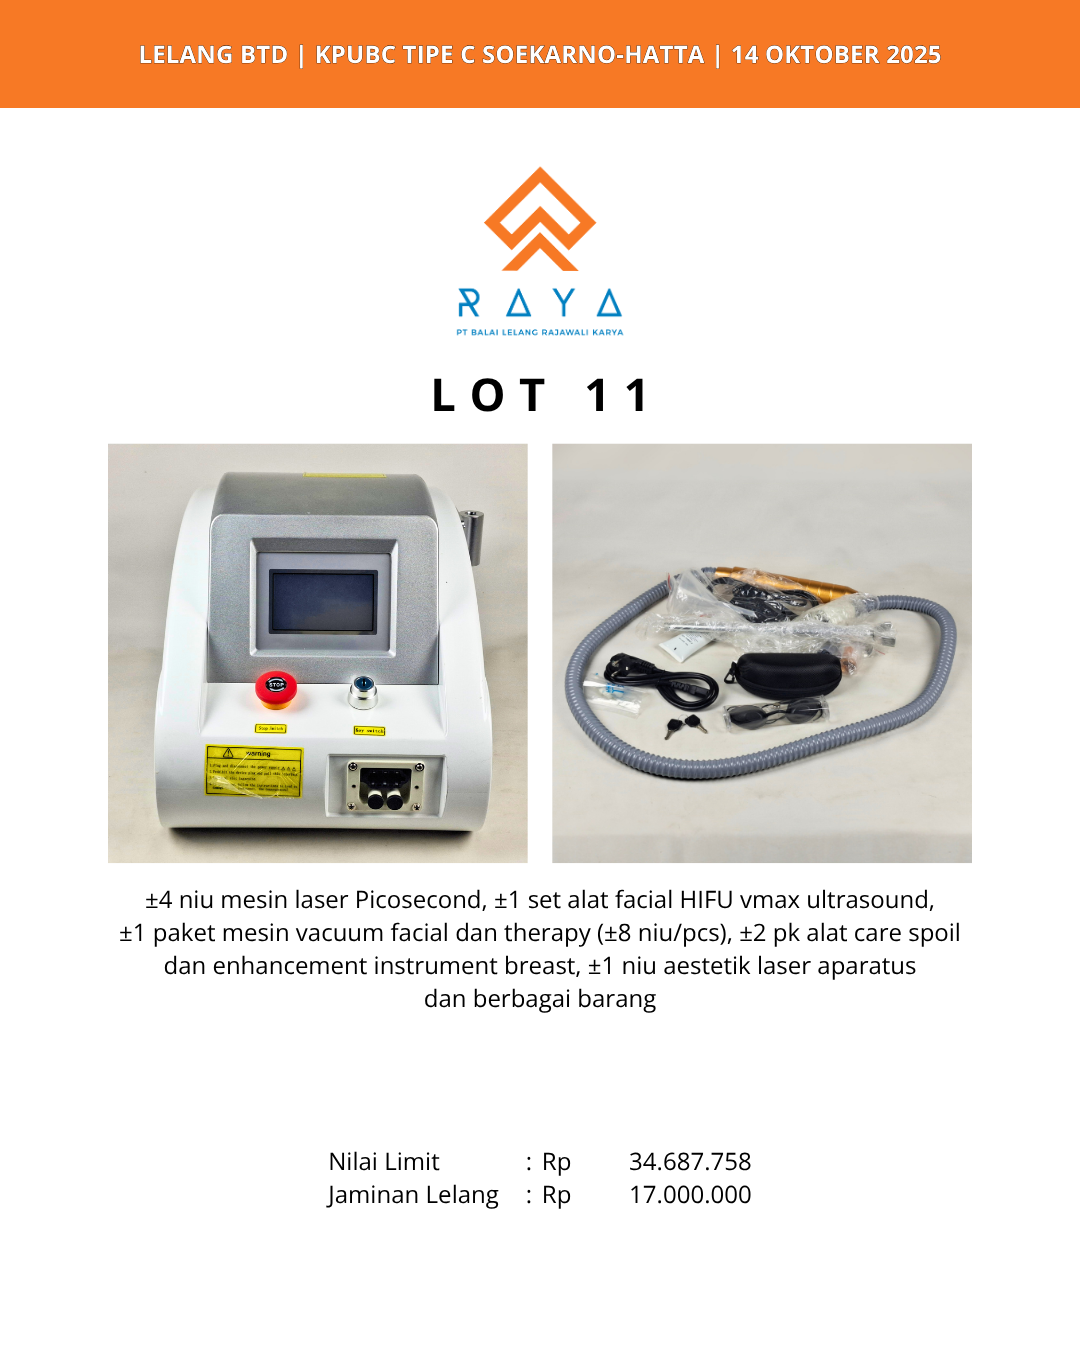 LELANG BTD | KPUBC TIPE C SOEKARNO-HATTA | 14 OKTOBER 2025
RAYA
PT BALAI LELANG RAJAWALI KARYA
LOT 11
STOP
Stop Switch
Key switch
warning
±4 niu mesin laser Picosecond, ±1 set alat facial HIFU vmax ultrasound,
±1 paket mesin vacuum facial dan therapy (±8 niu/pcs), ±2 pk alat care spoil
dan enhancement instrument breast, ±1 niu aestetik laser aparatus
dan berbagai barang
Nilai Limit : Rp 34.687.758
Jaminan Lelang : Rp 17.000.000